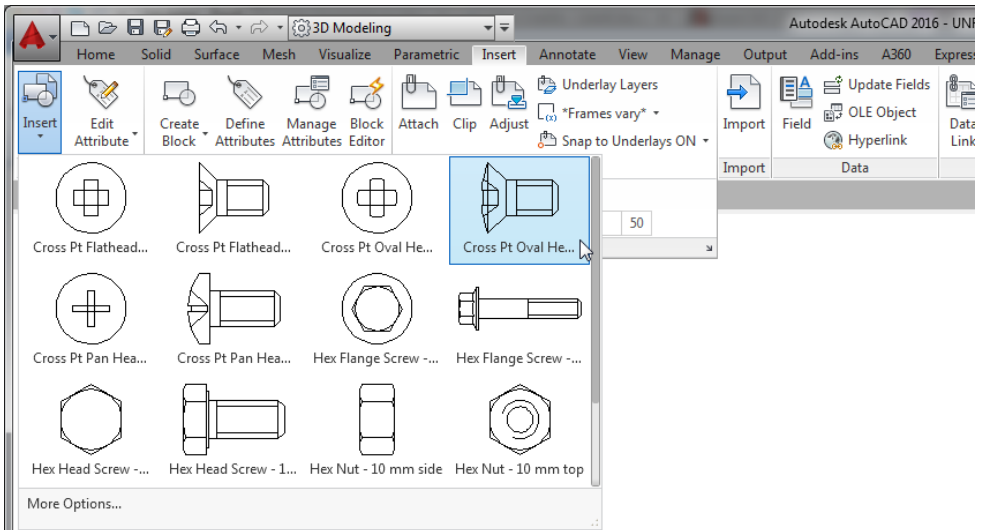 3D Modeling
Autodesk AutoCAD 2016 - UNR
Home Solid Surface Mesh Visualize Parametric Insert Annotate View Manage Output Add-ins A360 Express
Insert
Edit
Attribute
Create
Block
Define
Attributes
Manage
Attributes
Block
Editor
Attach
Clip
Adjust
Underlay Layers
*Frames vary*
Snap to Underlays ON
Import
Field
Update Fields
OLE Object
Hyperlink
Data
Link
Import
Data
50
Cross Pt Flathead...
Cross Pt Flathead...
Cross Pt Oval He...
Cross Pt Oval He...
Cross Pt Pan Hea...
Cross Pt Pan Hea...
Hex Flange Screw -...
Hex Flange Screw -...
Hex Head Screw -...
Hex Head Screw - 1...
Hex Nut - 10 mm side
Hex Nut - 10 mm top
More Options...